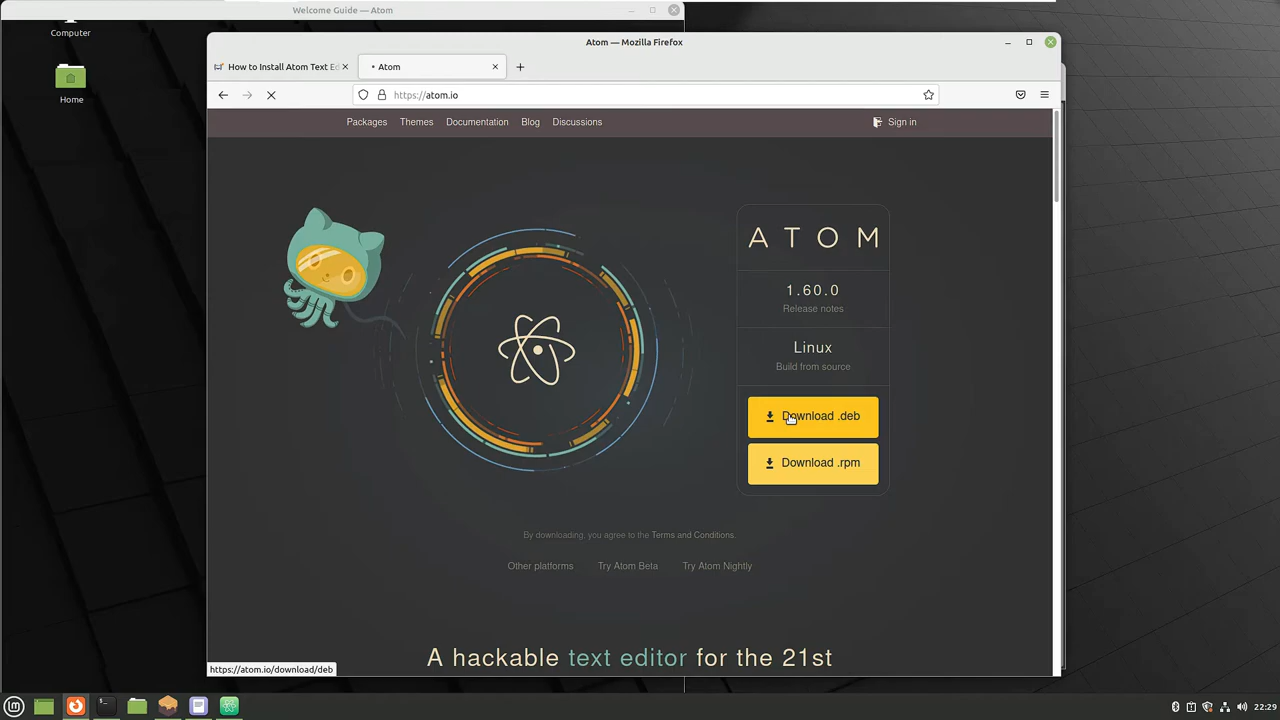 Welcome Guide — Atom
Computer
Home
Atom — Mozilla Firefox
How to Install Atom Text Ed
Atom
https://atom.io
Packages Themes Documentation Blog Discussions Sign in
ATOM
1.60.0
Release notes
Linux
Build from source
Download .deb
Download .rpm
By downloading, you agree to the Terms and Conditions.
Other platforms Try Atom Beta Try Atom Nightly
A hackable text editor for the 21st
https://atom.io/download/deb
22:29